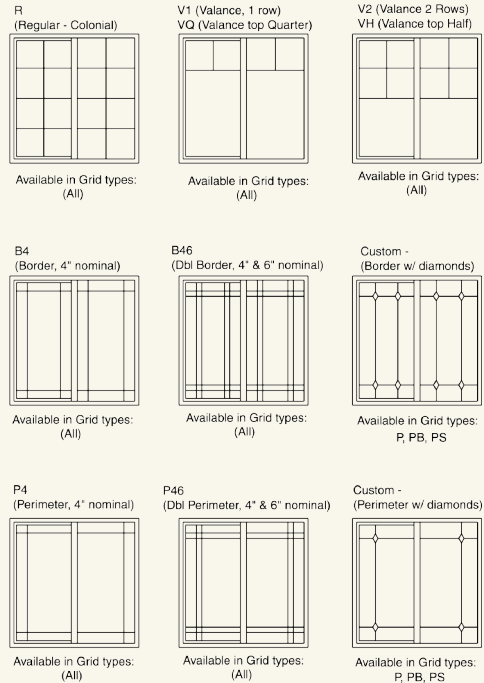 R
(Regular - Colonial)
V1 (Valance, 1 row)
VQ (Valance top Quarter)
V2 (Valance 2 Rows)
VH (Valance top Half)
Available in Grid types:
(All)
Available in Grid types:
(All)
Available in Grid types:
(All)
B4
(Border, 4" nominal)
B46
(Dbl Border, 4" & 6" nominal)
Custom -
(Border w/ diamonds)
Available in Grid types:
(All)
Available in Grid types:
(All)
Available in Grid types:
P, PB, PS
P4
(Perimeter, 4" nominal)
P46
(Dbl Perimeter, 4" & 6" nominal)
Custom -
(Perimeter w/ diamonds)
Available in Grid types:
(All)
Available in Grid types:
(All)
Available in Grid types:
P, PB, PS